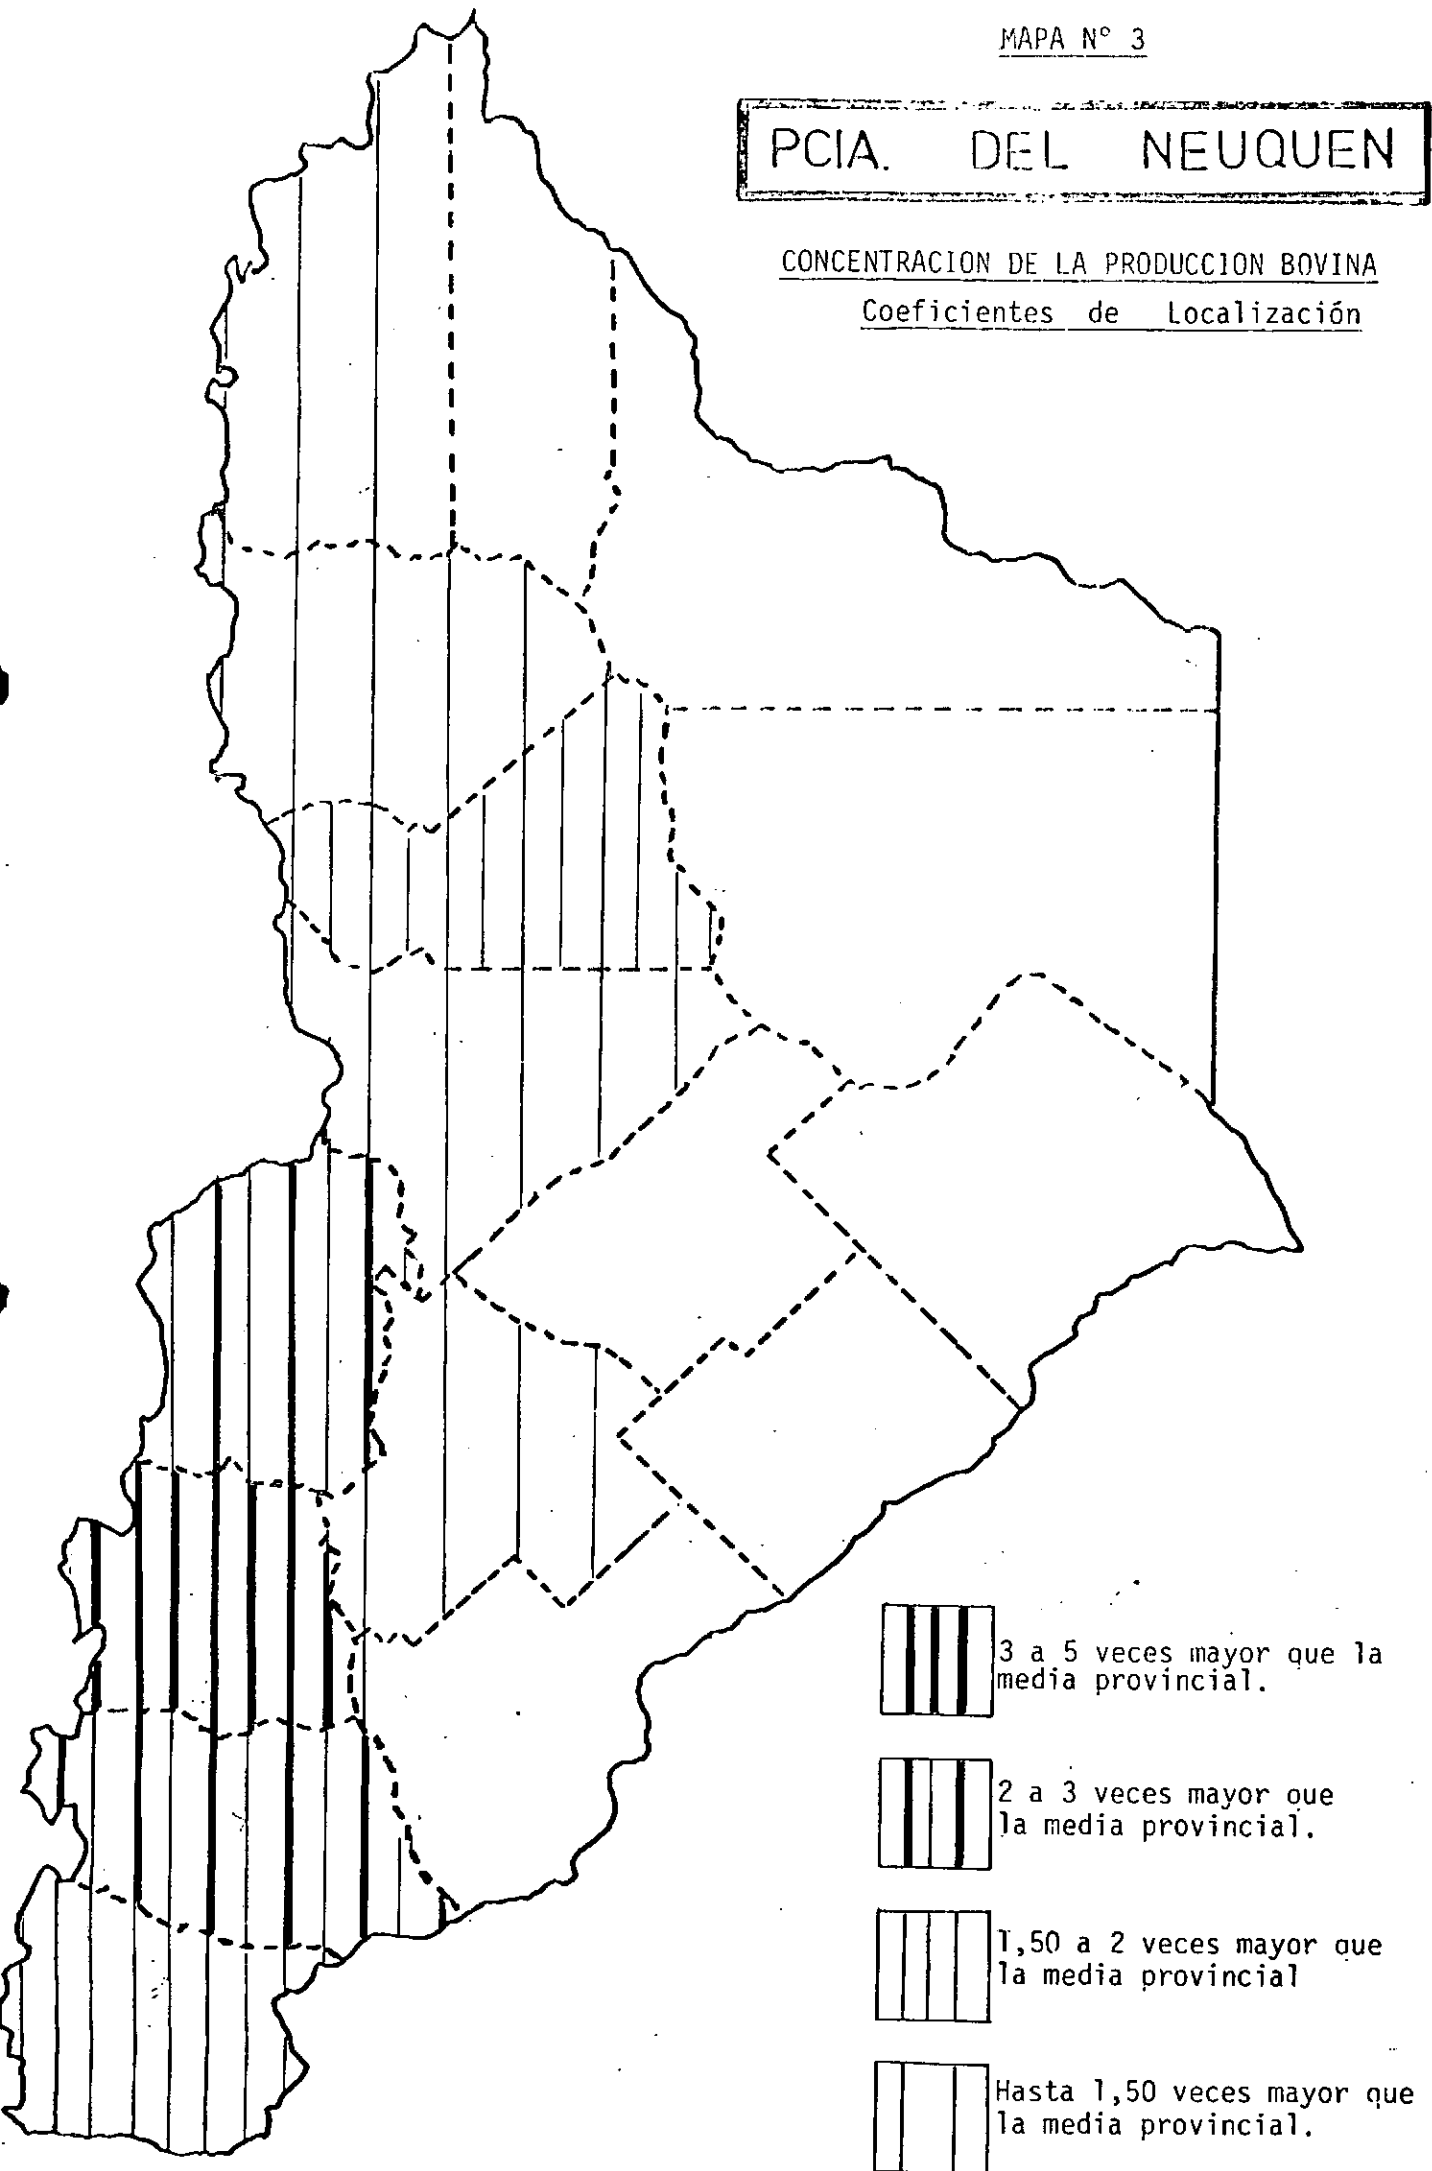 MAPA N° 3
PCIA. DEL NEUQUEN
CONCENTRACION DE LA PRODUCCION BOVINA
Coeficientes de Localización
3 a 5 veces mayor que la
media provincial.
2 a 3 veces mayor que
la media provincial.
1,50 a 2 veces mayor que
la media provincial
Hasta 1,50 veces mayor que
la media provincial.